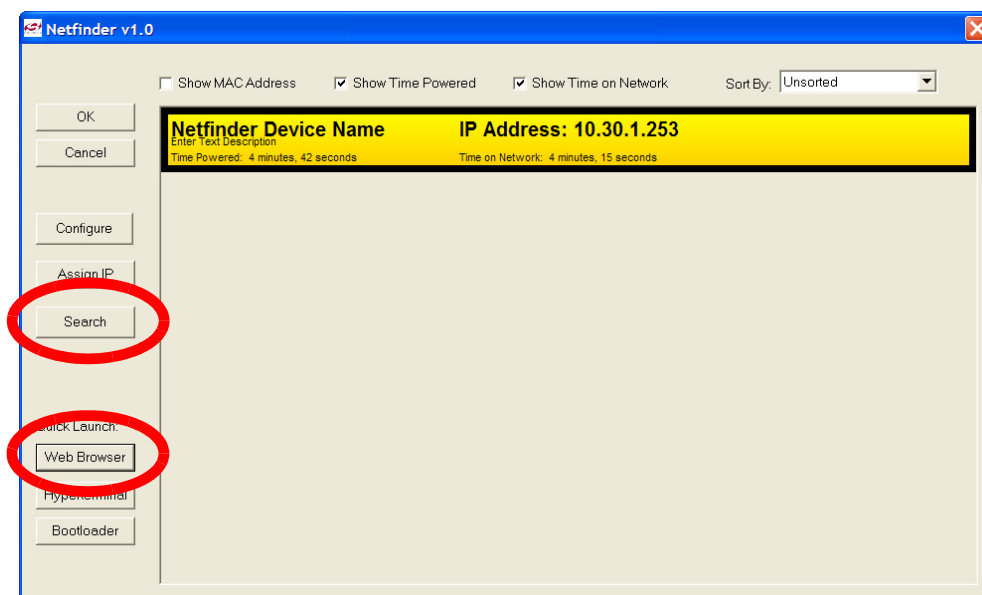 Netfinder v1.0
Show MAC Address Show Time Powered Show Time on Network Sort By: Unsorted
OK
Cancel
Netfinder Device Name IP Address: 10.30.1.253
Enter Text Description
Time Powered: 4 minutes, 42 seconds Time on Network: 4 minutes, 15 seconds
Configure
Assign IP
Search
Quick Launch:
Web Browser
HyperTerminal
Bootloader